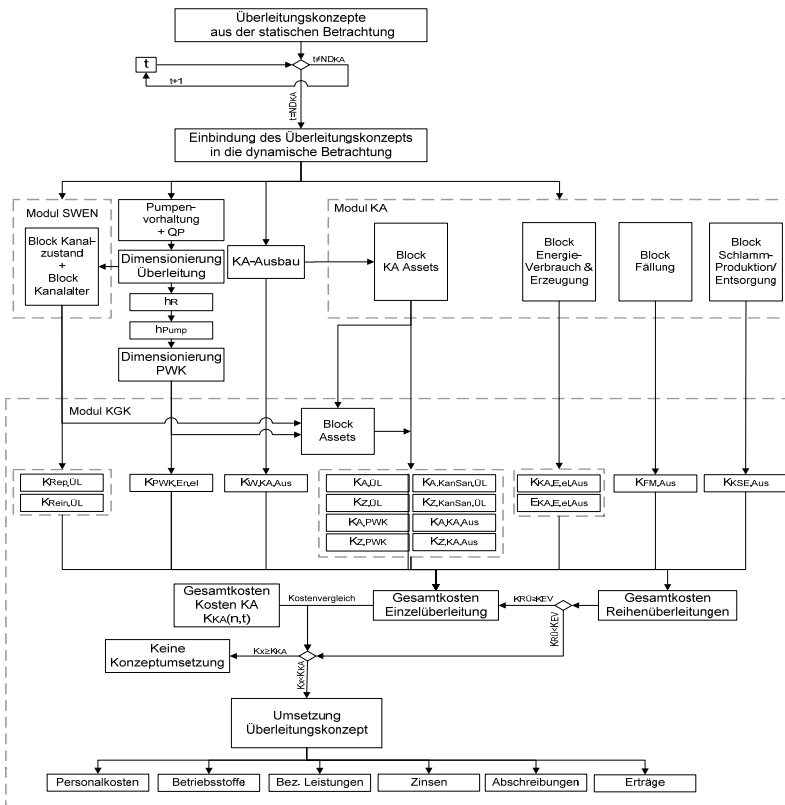 Überleitungskonzepte
aus der statischen Betrachtung
t
t≠NDKA
t+1
t=NDKA
Einbindung des Überleitungskonzepts
in die dynamische Betrachtung
Modul SWEN
Block Kanal-
zustand
+
Block
Kanalalter
Pumpen-
vorhaltung
+ QP
Dimensionierung
Überleitung
hR
hPump
Dimensionierung
PWK
KA-Ausbau
Modul KA
Block
KA Assets
Block
Energie-
Verbrauch &
Erzeugung
Block
Fällung
Block
Schlamm-
Produktion/
Entsorgung
Modul KGK
Block
Assets
KRep,ÜL
KRein,ÜL
KPWK,En,el
KW,KA,Aus
KA,ÜL
KA,KanSan,ÜL
KZ,ÜL
KZ,KanSan,ÜL
KA,PWK
KA,KA,Aus
KZ,PWK
KZ,KA,Aus
KKA,E,el,Aus
EKA,E,el,Aus
KFM,Aus
KKSE,Aus
Gesamtkosten
Kosten KA
KKA(n,t)
Kostenvergleich
Gesamtkosten
Einzelüberleitung
KRÜ≥KEV
Gesamtkosten
Reihenüberleitungen
KRÜ<KEV
Keine
Konzeptumsetzung
Kx≥KKA
Kx<KKA
Umsetzung
Überleitungskonzept
Personalkosten
Betriebsstoffe
Bez. Leistungen
Zinsen
Abschreibungen
Erträge